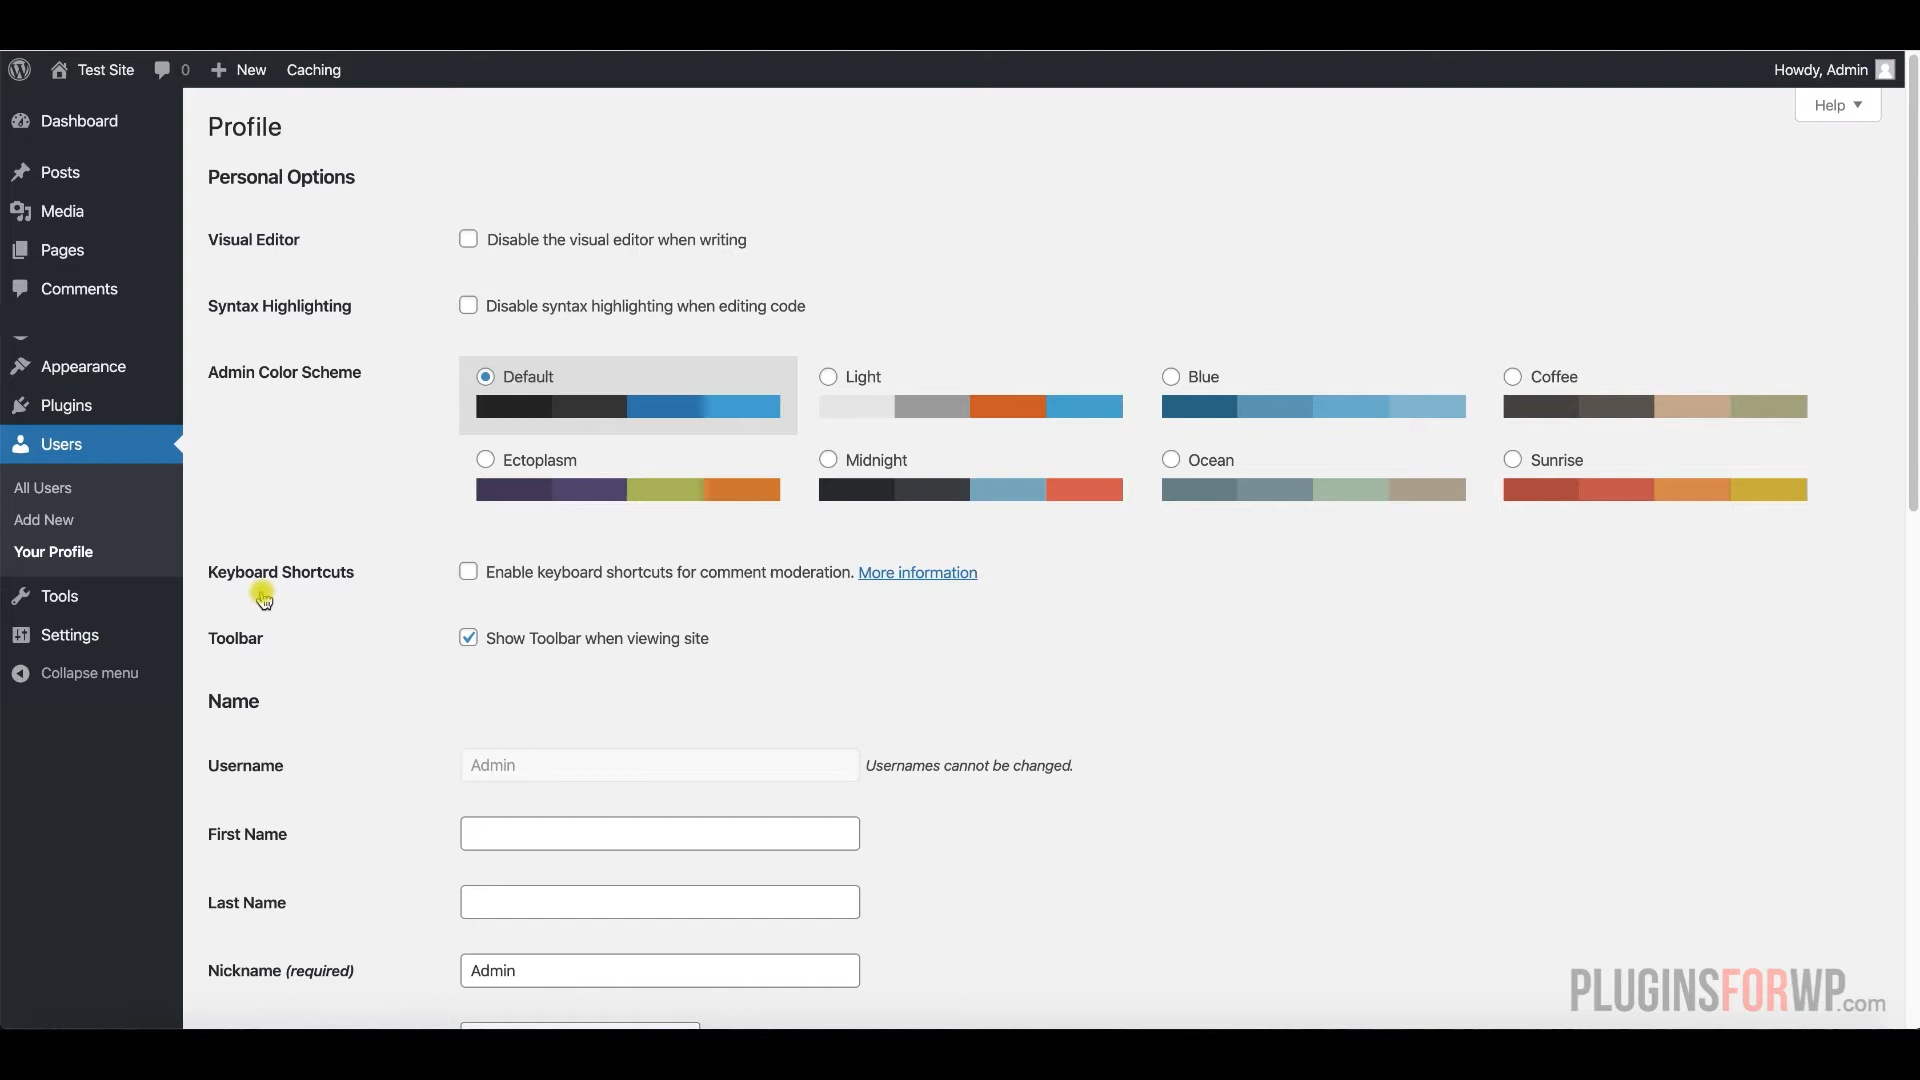 Test Site 0 New Caching Howdy, Admin
Help
Dashboard
Posts
Media
Pages
Comments
Appearance
Plugins
Users
All Users
Add New
Your Profile
Tools
Settings
Collapse menu
Profile
Personal Options
Visual Editor Disable the visual editor when writing
Syntax Highlighting Disable syntax highlighting when editing code
Admin Color Scheme Default Light Blue Coffee
Ectoplasm Midnight Ocean Sunrise
Keyboard Shortcuts Enable keyboard shortcuts for comment moderation. More information
Toolbar Show Toolbar when viewing site
Name
Username Admin Usernames cannot be changed.
First Name
Last Name
Nickname (required) Admin
PLUGINSFORWP.com